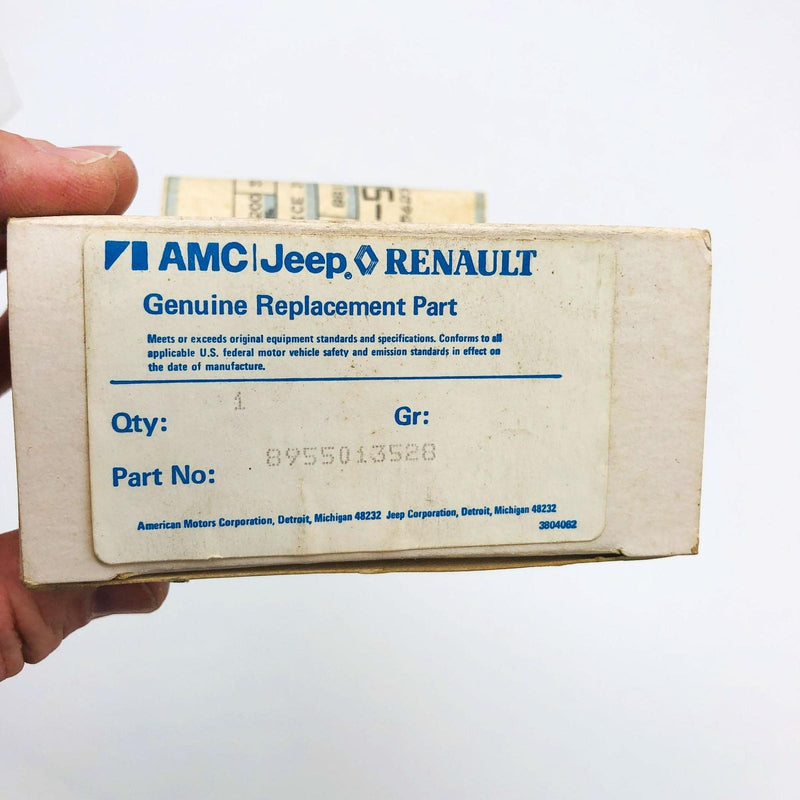 AMC|Jeep® RENAULT
Genuine Replacement Part
Meets or exceeds original equipment standards and specifications. Conforms to all
applicable U.S. federal motor vehicle safety and emission standards in effect on
the date of manufacture.
Qty: 1 Gr:
Part No: 8955013528
American Motors Corporation, Detroit, Michigan 48232 Jeep Corporation, Detroit, Michigan 48232
3804062